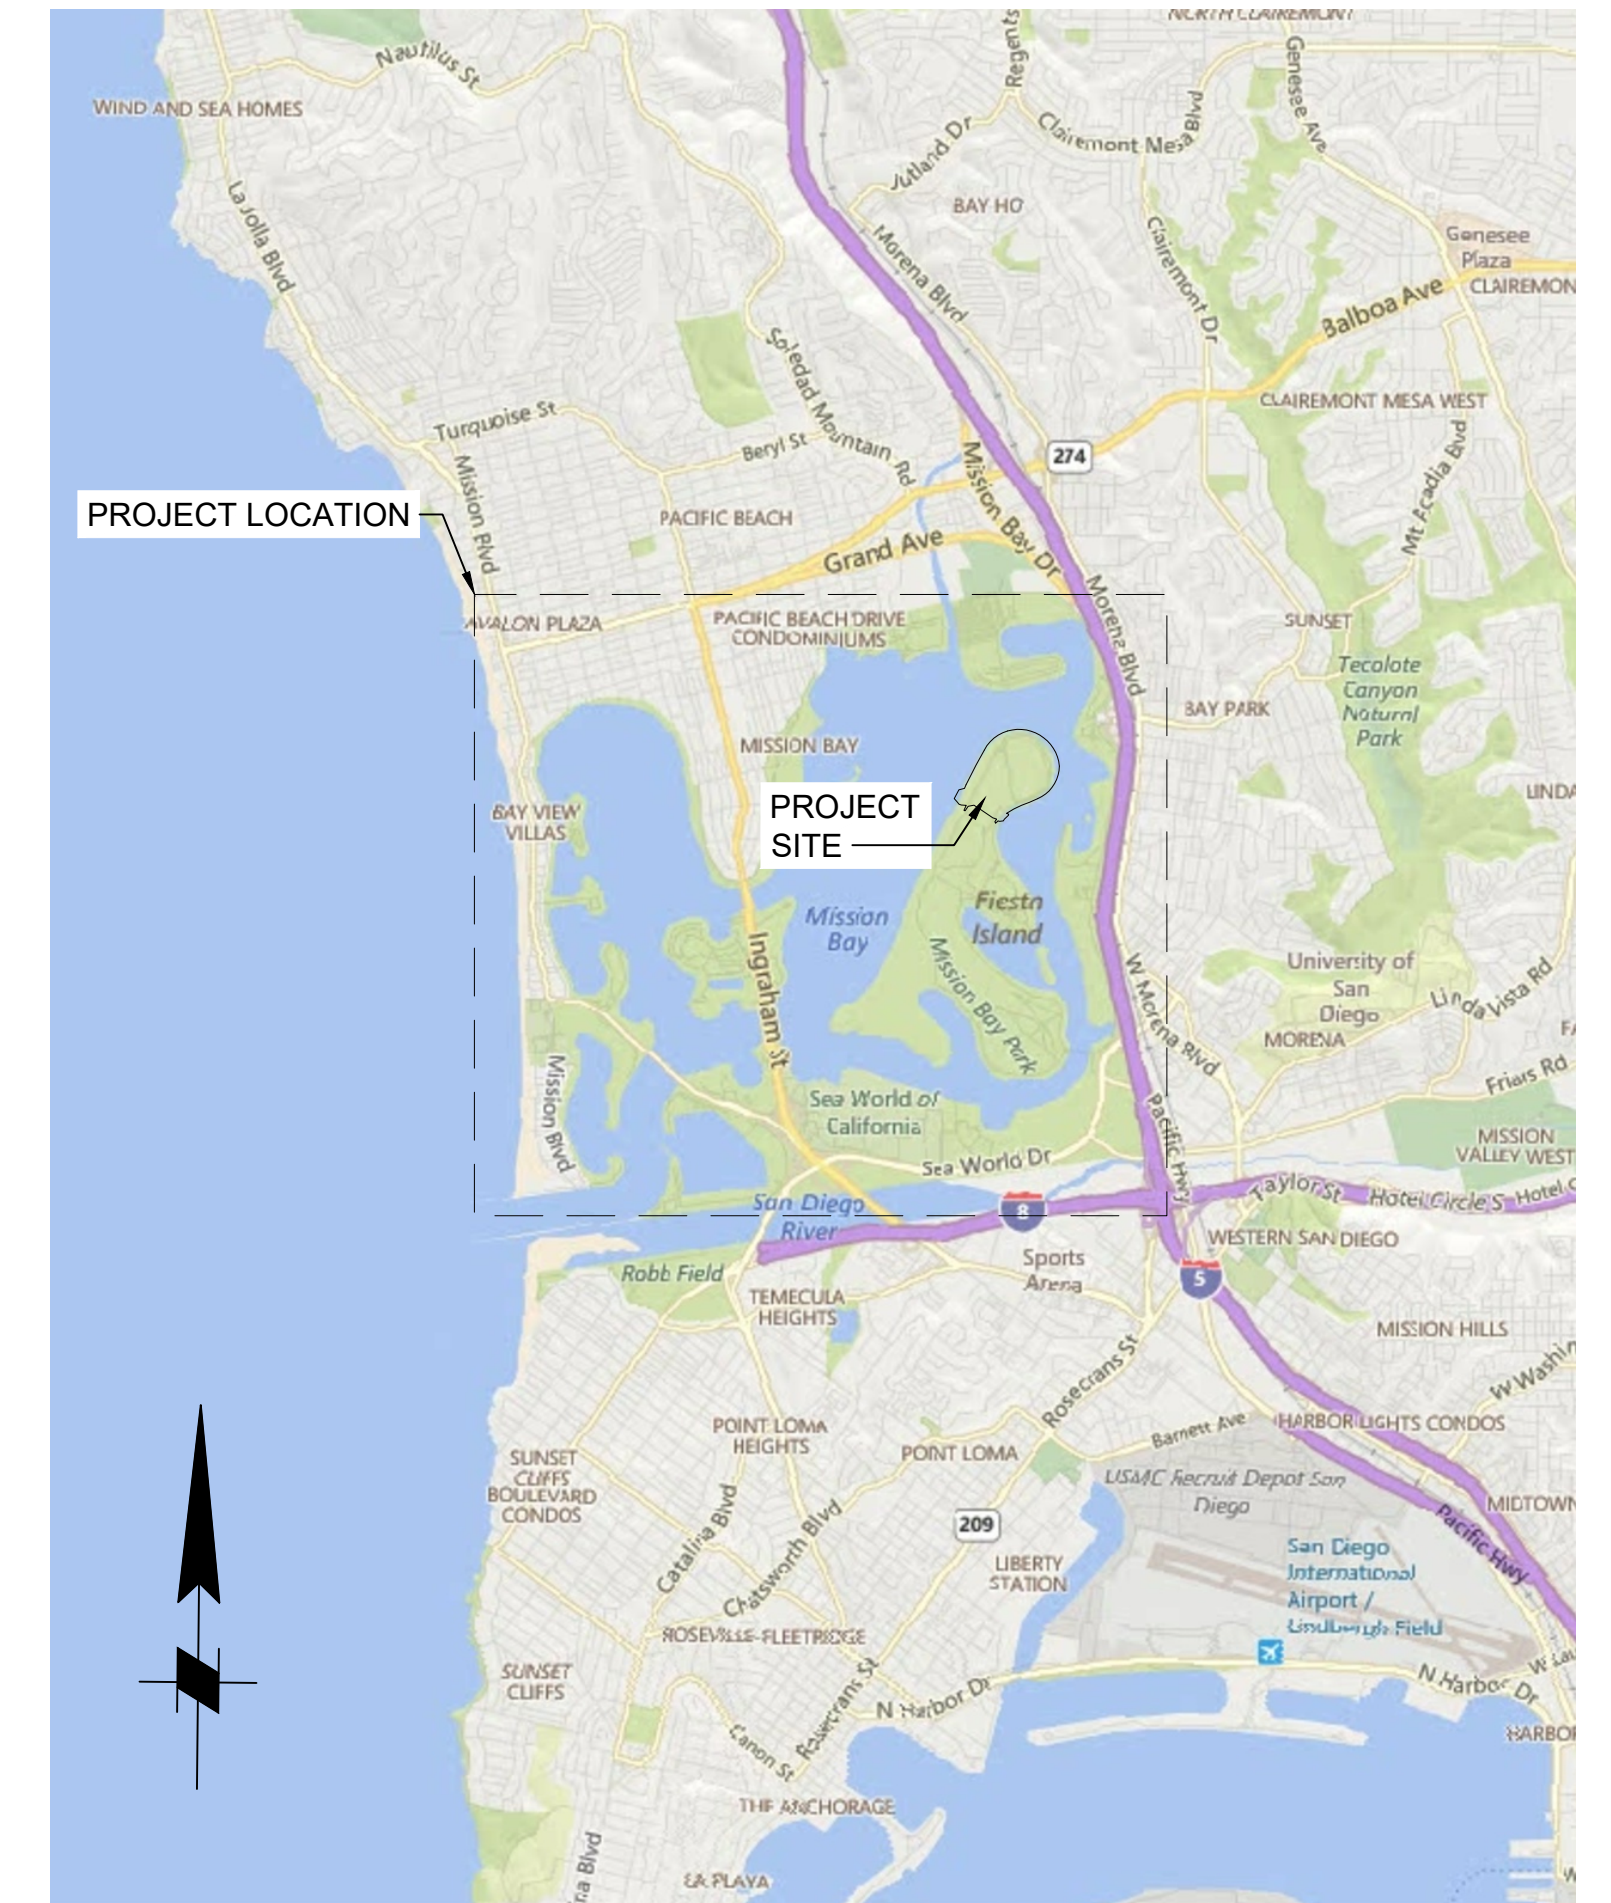 NORTH CLAIREMONT
Nautilus St
Regents
Genesee Ave
WIND AND SEA HOMES
Clairemont Mesa Blvd
Jutland Dr
La Jolla Blvd
BAY HO
Morena Blvd
Clairemont Dr
Genesee
Plaza
CLAIREMON
Balboa Ave
Soledad Mountain Rd
Turquoise St
Beryl St
CLAIREMONT MESA WEST
274
Mission Blvd
Mission Bay Dr
Mt Acadia Blvd
PROJECT LOCATION
PACIFIC BEACH
Grand Ave
AVALON PLAZA
PACIFIC BEACH DRIVE
CONDOMINIUMS
Morena Blvd
SUNSET
Tecolote
Canyon
Natural
Park
BAY PARK
MISSION BAY
BAY VIEW
VILLAS
PROJECT
SITE
LINDA
Mission
Bay
Fiesta
Island
Ingraham St
Mission Bay Park
W Morena Blvd
University of
San
Diego
Linda Vista Rd
MORENA
FA
Friars Rd
Mission Blvd
Sea World of
California
Pacific Hwy
MISSION
VALLEY WEST
Sea World Dr
San Diego
River
8
Taylor St
Hotel Circle S
Hotel C
WESTERN SAN DIEGO
Robb Field
Sports
Arena
5
TEMECULA
HEIGHTS
MISSION HILLS
Rosecrans St
W Washin
POINT LOMA
HEIGHTS
POINT LOMA
Barnett Ave
HARBOR LIGHTS CONDOS
SUNSET
CLIFFS
BOULEVARD
CONDOS
USMC Recruit Depot San
Diego
MIDTOWN
Catalina Blvd
Chatsworth Blvd
209
Pacific Hwy
LIBERTY
STATION
San Diego
International
Airport /
Lindbergh Field
ROSEVILLE-FLEETRIDGE
SUNSET
CLIFFS
Rosecrans St
N Harbor Dr
N Harbor Dr
W Lau
Canon St
HARBOR
THE ANCHORAGE
na Blvd
LA PLAYA